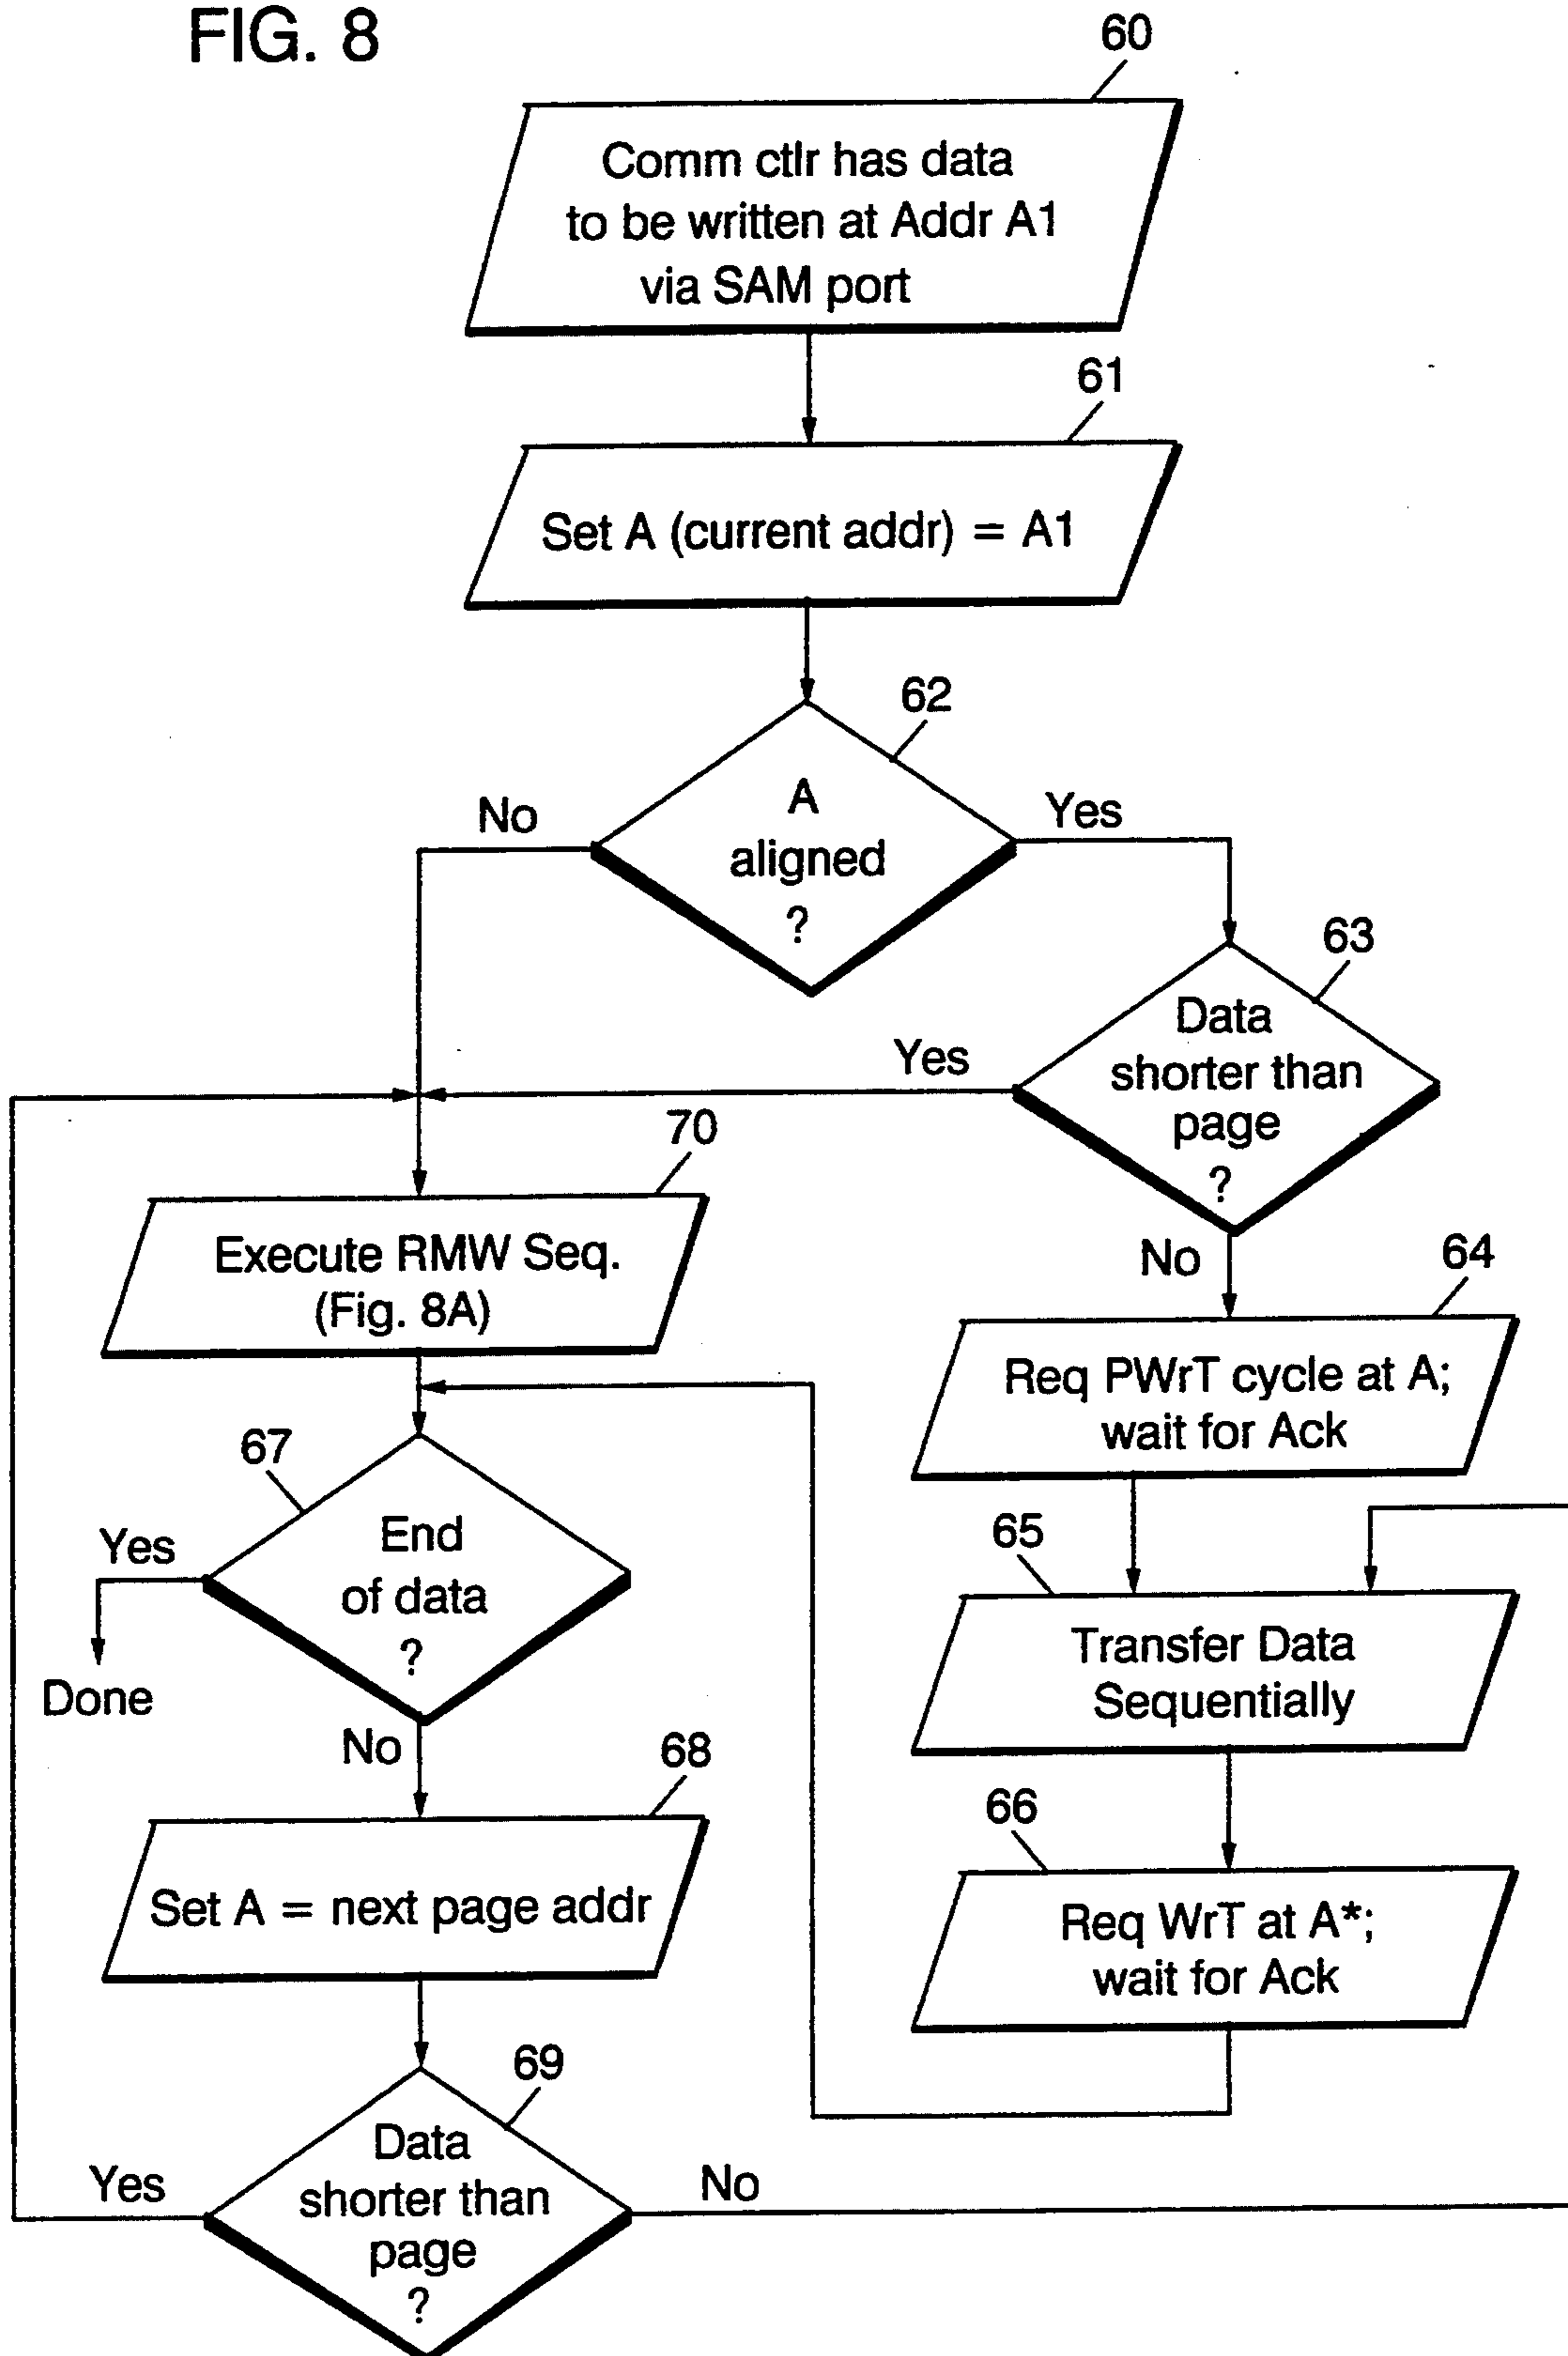 FIG. 8
60
Comm ctlr has data
to be written at Addr A1
via SAM port
61
Set A (current addr) = A1
62
A
aligned
?
No
Yes
63
Data
shorter than
page
?
Yes
No
70
Execute RMW Seq.
(Fig. 8A)
64
Req PWrT cycle at A;
wait for Ack
67
End
of data
?
Yes
Done
No
65
Transfer Data
Sequentially
68
Set A = next page addr
66
Req WrT at A*;
wait for Ack
69
Data
shorter than
page
?
Yes
No